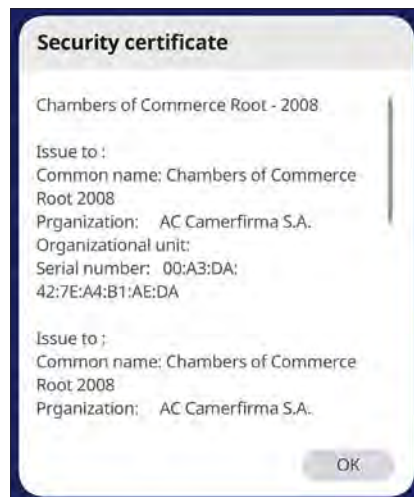 Security certificate
Chambers of Commerce Root - 2008
Issue to :
Common name: Chambers of Commerce
Root 2008
Prganization: AC Camerfirma S.A.
Organizational unit:
Serial number: 00:A3:DA:
42:7E:A4:B1:AE:DA
Issue to :
Common name: Chambers of Commerce
Root 2008
Prganization: AC Camerfirma S.A.
OK